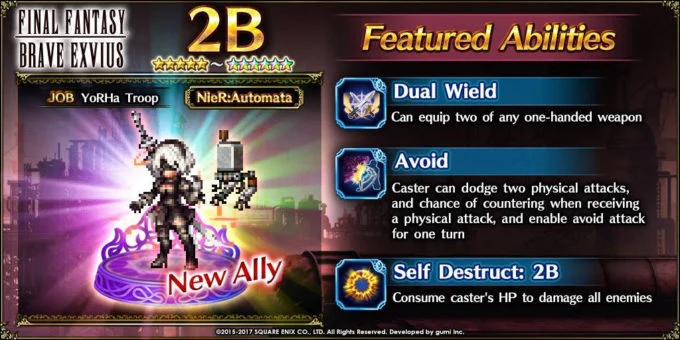 FINAL FANTASY
BRAVE EXVIUS
2B
★★★★★~★★★★★★
JOB YoRHa Troop
NieR:Automata
New Ally
Featured Abilities
Dual Wield
Can equip two of any one-handed weapon
Avoid
Caster can dodge two physical attacks,
and chance of countering when receiving
a physical attack, and enable avoid attack
for one turn
Self Destruct: 2B
Consume caster's HP to damage all enemies
©2015-2017 SQUARE ENIX CO., LTD. All Rights Reserved. Developed by gumi Inc.